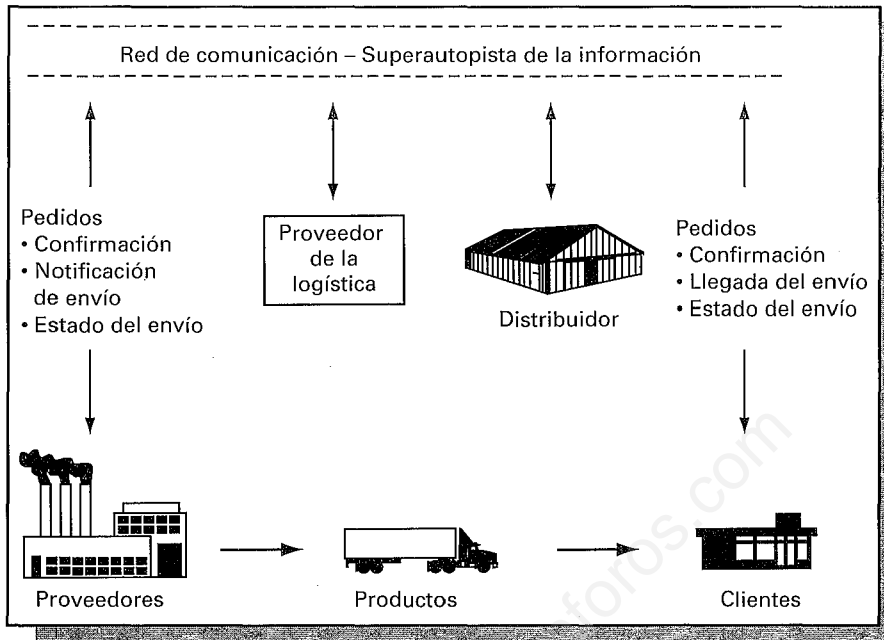 Red de comunicación – Superautopista de la información
Pedidos
• Confirmación
• Notificación
de envío
• Estado del envío
Proveedor
de la
logística
Distribuidor
Pedidos
• Confirmación
• Llegada del envío
• Estado del envío
Proveedores
Productos
Clientes